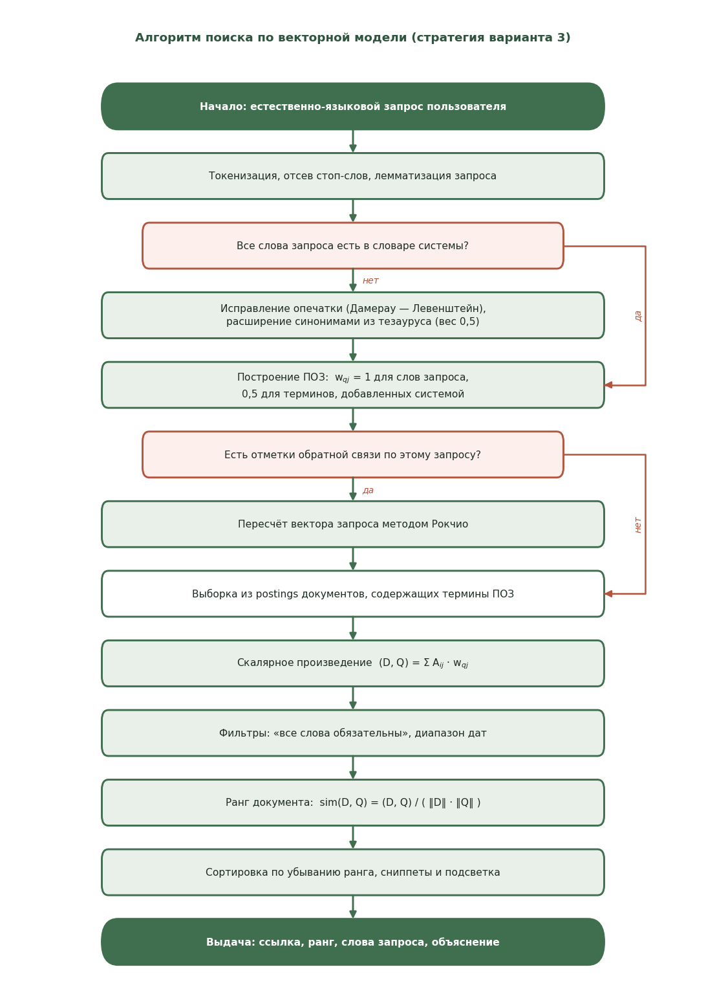 Алгоритм поиска по векторной модели (стратегия варианта 3)
Начало: естественно-языковой запрос пользователя
Токенизация, отсев стоп-слов, лемматизация запроса
Все слова запроса есть в словаре системы?
нет
да
Исправление опечатки (Дамерау — Левенштейн),
расширение синонимами из тезауруса (вес 0,5)
Построение ПОЗ: w_qj = 1 для слов запроса,
0,5 для терминов, добавленных системой
Есть отметки обратной связи по этому запросу?
да
нет
Пересчёт вектора запроса методом Рокчио
Выборка из postings документов, содержащих термины ПОЗ
Скалярное произведение (D, Q) = Σ A_ij · w_qj
Фильтры: «все слова обязательны», диапазон дат
Ранг документа: sim(D, Q) = (D, Q) / ( ‖D‖ · ‖Q‖ )
Сортировка по убыванию ранга, сниппеты и подсветка
Выдача: ссылка, ранг, слова запроса, объяснение